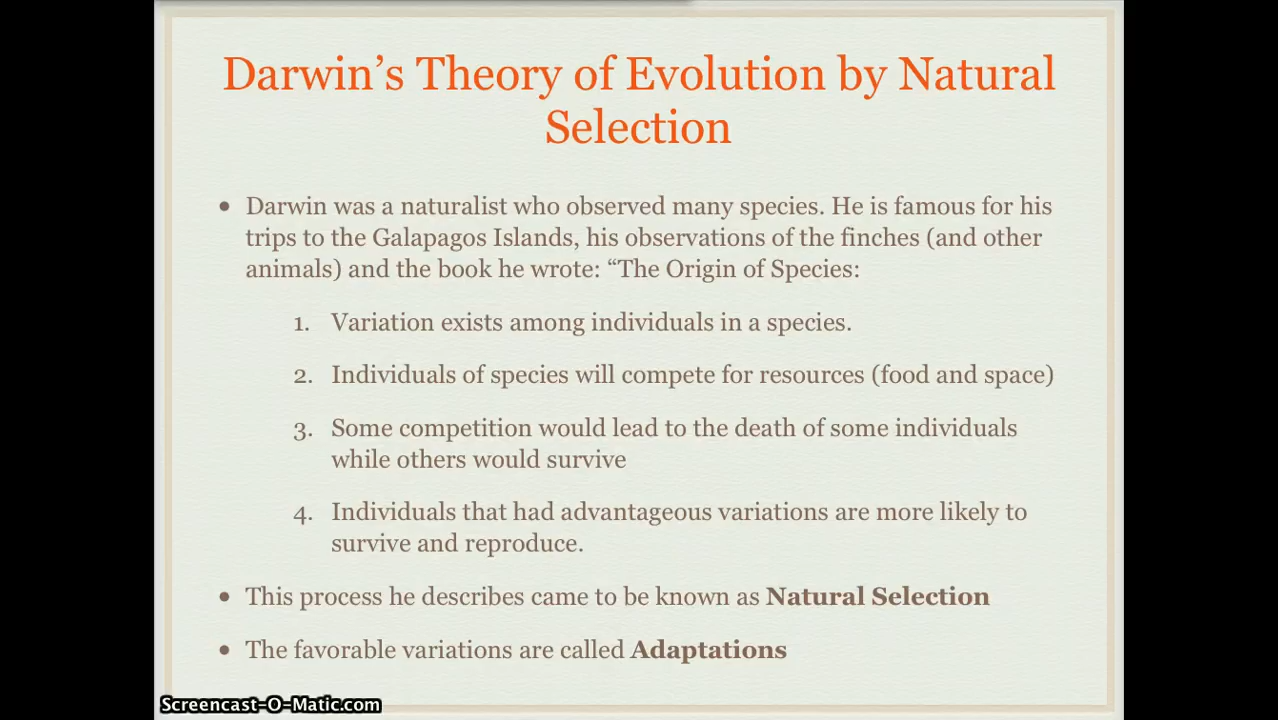 Darwin’s Theory of Evolution by Natural
Selection
• Darwin was a naturalist who observed many species. He is famous for his
trips to the Galapagos Islands, his observations of the finches (and other
animals) and the book he wrote: “The Origin of Species:
1. Variation exists among individuals in a species.
2. Individuals of species will compete for resources (food and space)
3. Some competition would lead to the death of some individuals
while others would survive
4. Individuals that had advantageous variations are more likely to
survive and reproduce.
• This process he describes came to be known as Natural Selection
• The favorable variations are called Adaptations
Screencast-O-Matic.com